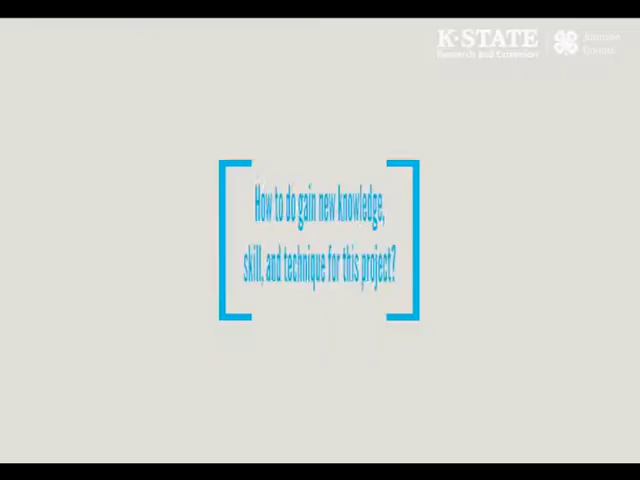 K·STATE
Research and Extension
How to do gain new knowledge,
skill, and technique for this project?